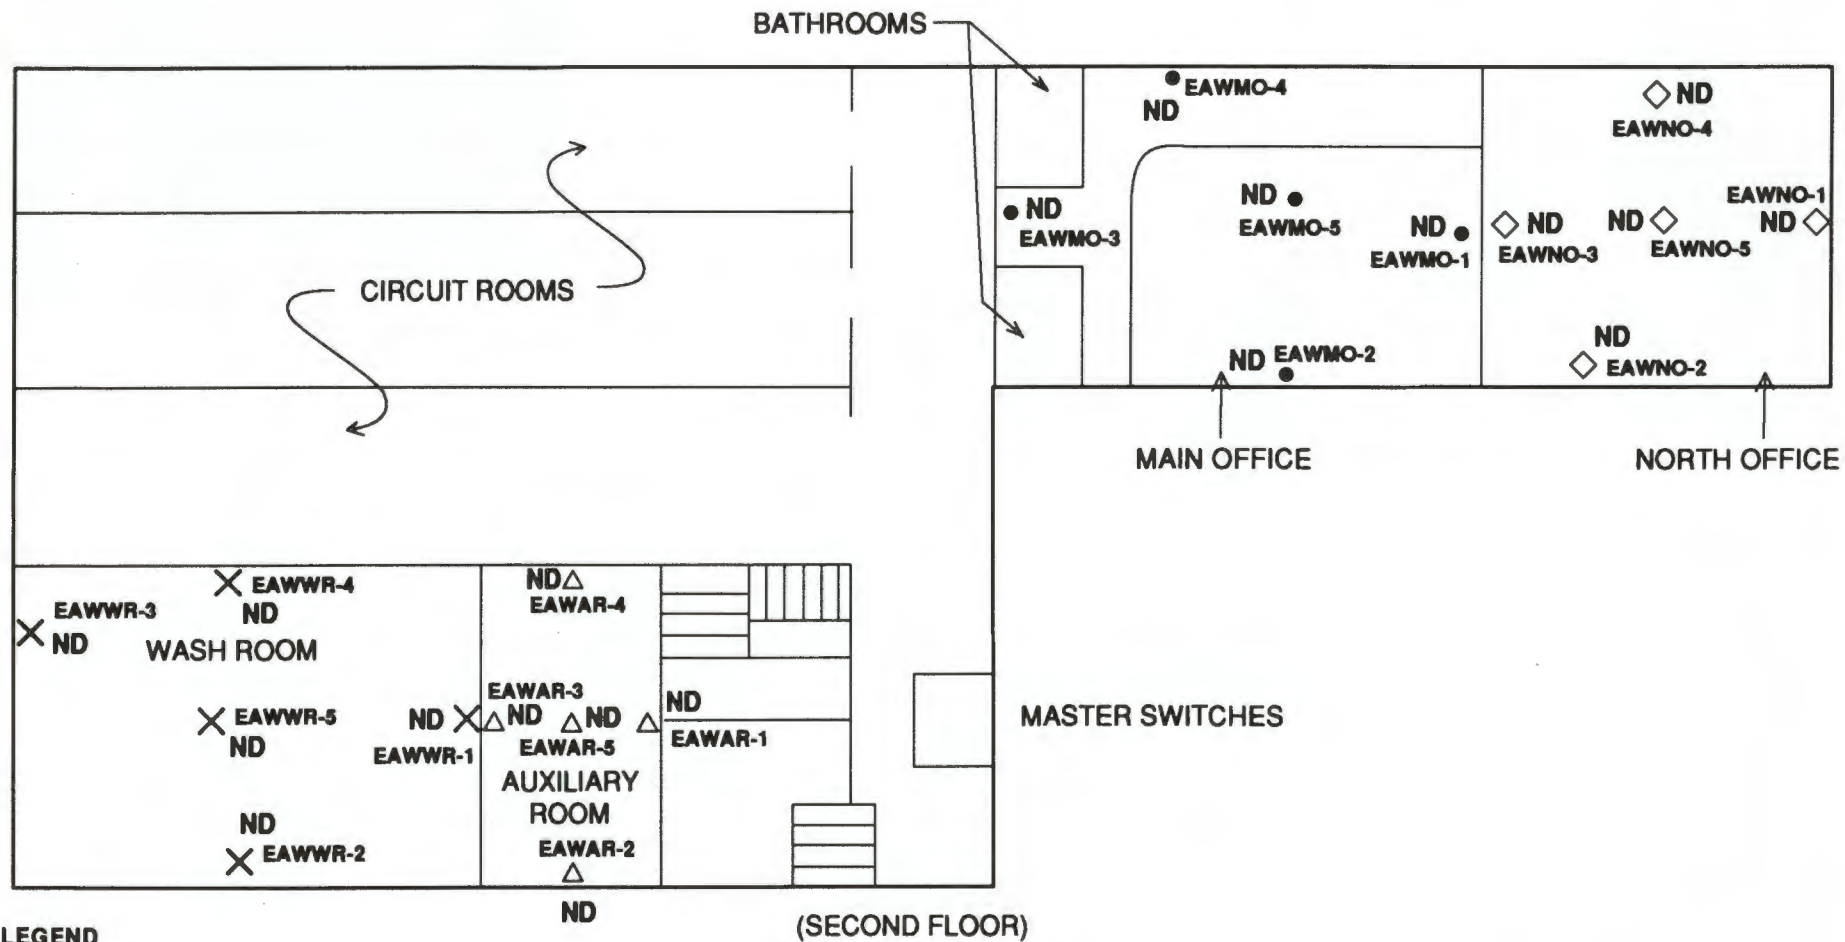 BATHROOMS
EAWMO-4
ND
ND
EAWNO-4
ND
EAWMO-3
ND
EAWMO-5
ND
EAWMO-1
ND
EAWNO-3
ND
EAWNO-5
EAWNO-1
ND
CIRCUIT ROOMS
ND
EAWMO-2
ND
EAWNO-2
MAIN OFFICE
NORTH OFFICE
EAWWR-4
ND
EAWWR-3
ND
WASH ROOM
ND
EAWAR-4
EAWWR-5
ND
ND
EAWWR-1
EAWAR-3
ND
ND
EAWAR-5
ND
EAWAR-1
MASTER SWITCHES
AUXILIARY
ROOM
ND
EAWWR-2
EAWAR-2
ND
(SECOND FLOOR)
LEGEND